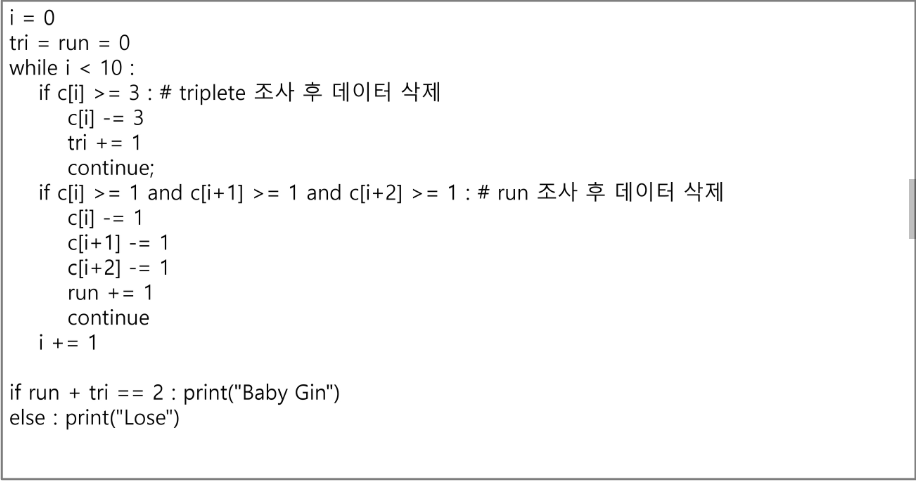 i = 0
tri = run = 0
while i < 10 :
if c[i] >= 3 : # triplete 조사 후 데이터 삭제
c[i] -= 3
tri += 1
continue;
if c[i] >= 1 and c[i+1] >= 1 and c[i+2] >= 1 : # run 조사 후 데이터 삭제
c[i] -= 1
c[i+1] -= 1
c[i+2] -= 1
run += 1
continue
i += 1
if run + tri == 2 : print("Baby Gin")
else : print("Lose")